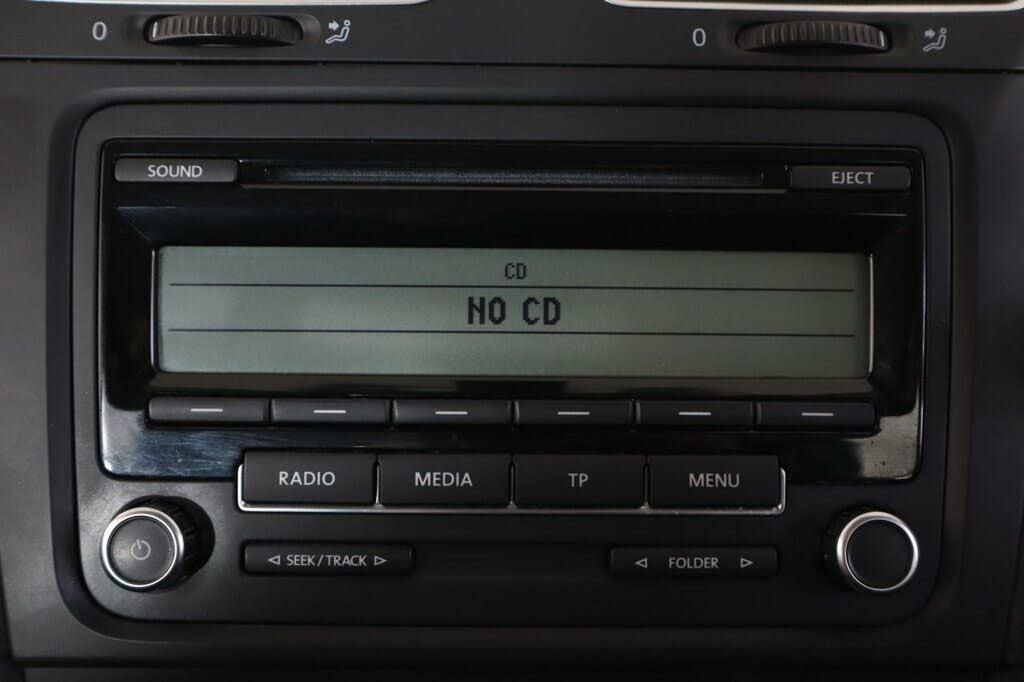 0
0
SOUND
EJECT
CD
NO CD
RADIO
MEDIA
TP
MENU
SEEK/TRACK
FOLDER